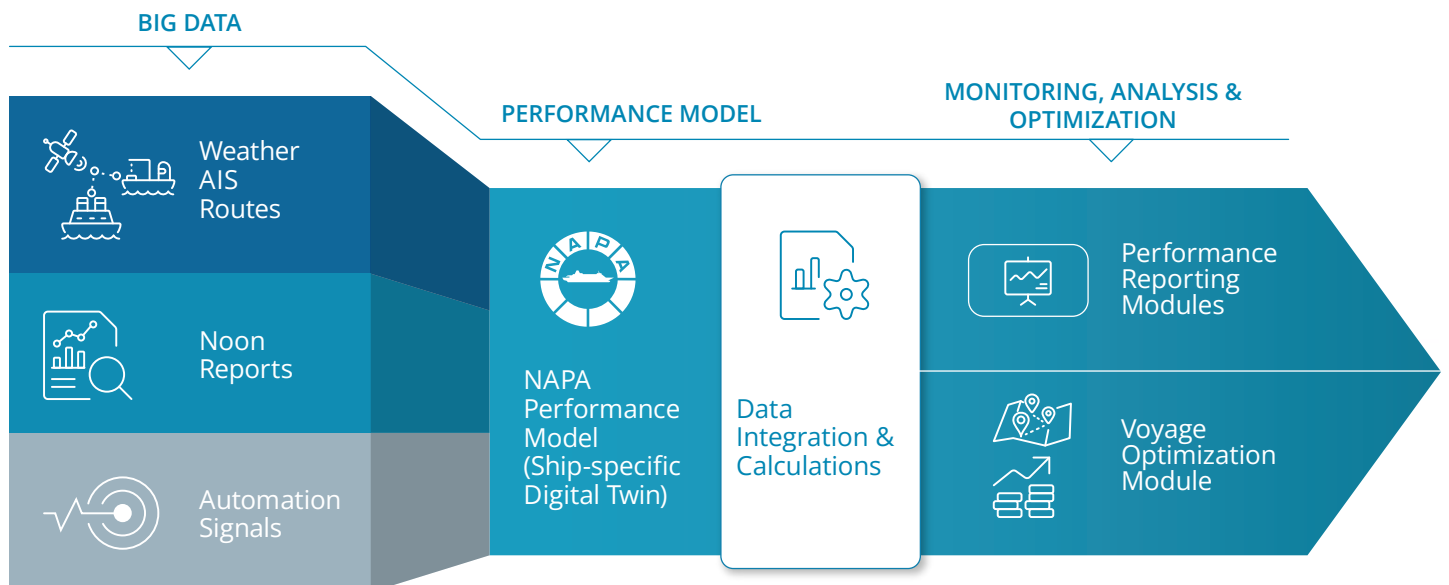 BIG DATA
PERFORMANCE MODEL
MONITORING, ANALYSIS &
OPTIMIZATION
Weather
AIS
Routes
Noon
Reports
Automation
Signals
NAPA
NAPA
Performance
Model
(Ship-specific
Digital Twin)
Data
Integration &
Calculations
Performance
Reporting
Modules
Voyage
Optimization
Module